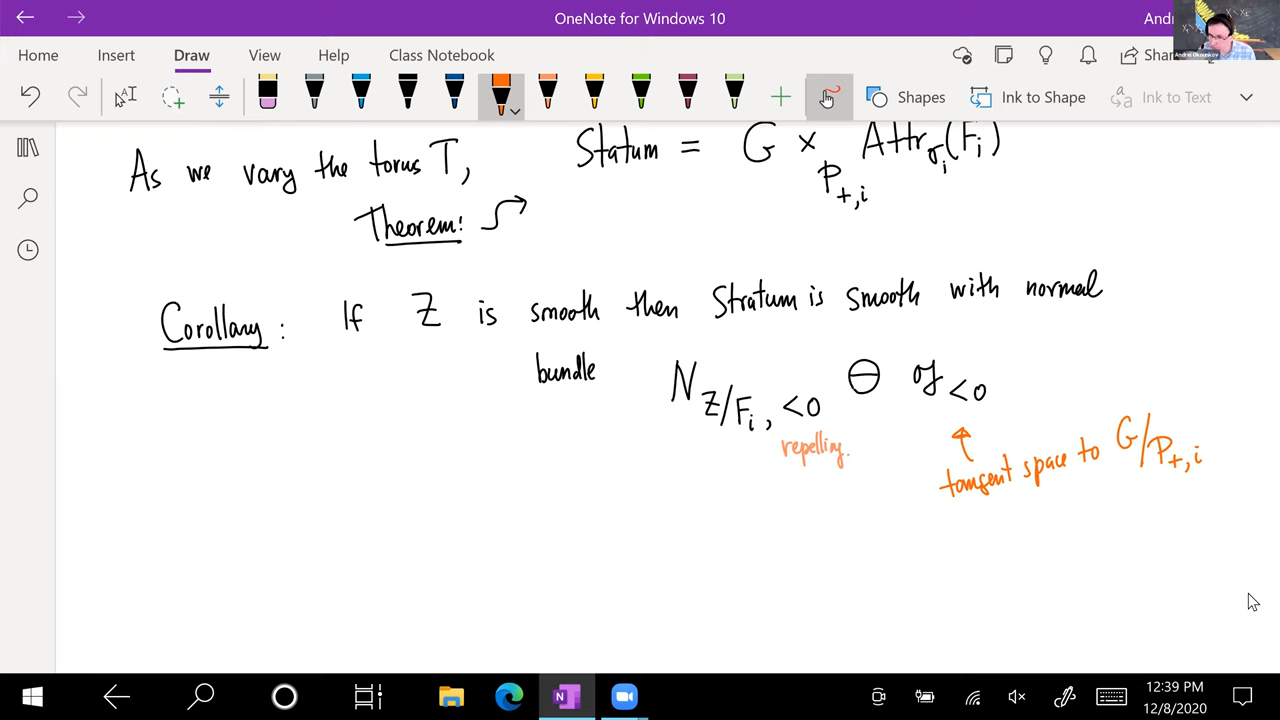 OneNote for Windows 10
Home Insert Draw View Help Class Notebook
Shapes Ink to Shape Ink to Text
Andrei Okounkov
As we vary the torus T, Statum = G × P+,i Attrσi(Fi)
Theorem:
Corollary: If Z is smooth then Stratum is smooth with normal
bundle N Z/Fi, <0 ⊖ 𝔤<0
repelling.
tangent space to G/P+,i
12:39 PM
12/8/2020